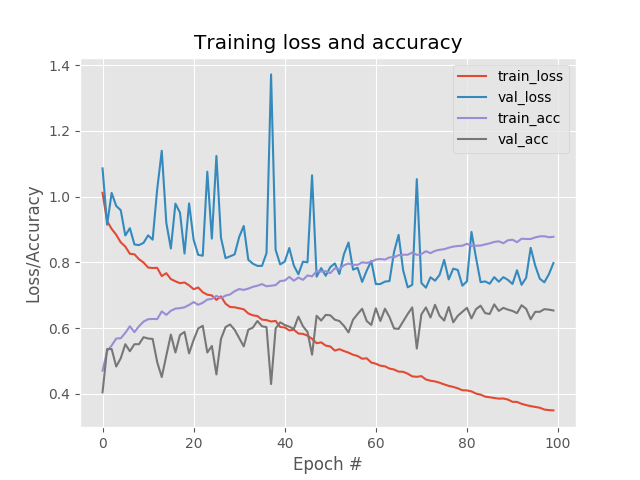 Training loss and accuracy
train_loss
val_loss
train_acc
val_acc
1.4
1.2
1.0
0.8
0.6
0.4
Loss/Accuracy
0 20 40 60 80 100
Epoch #